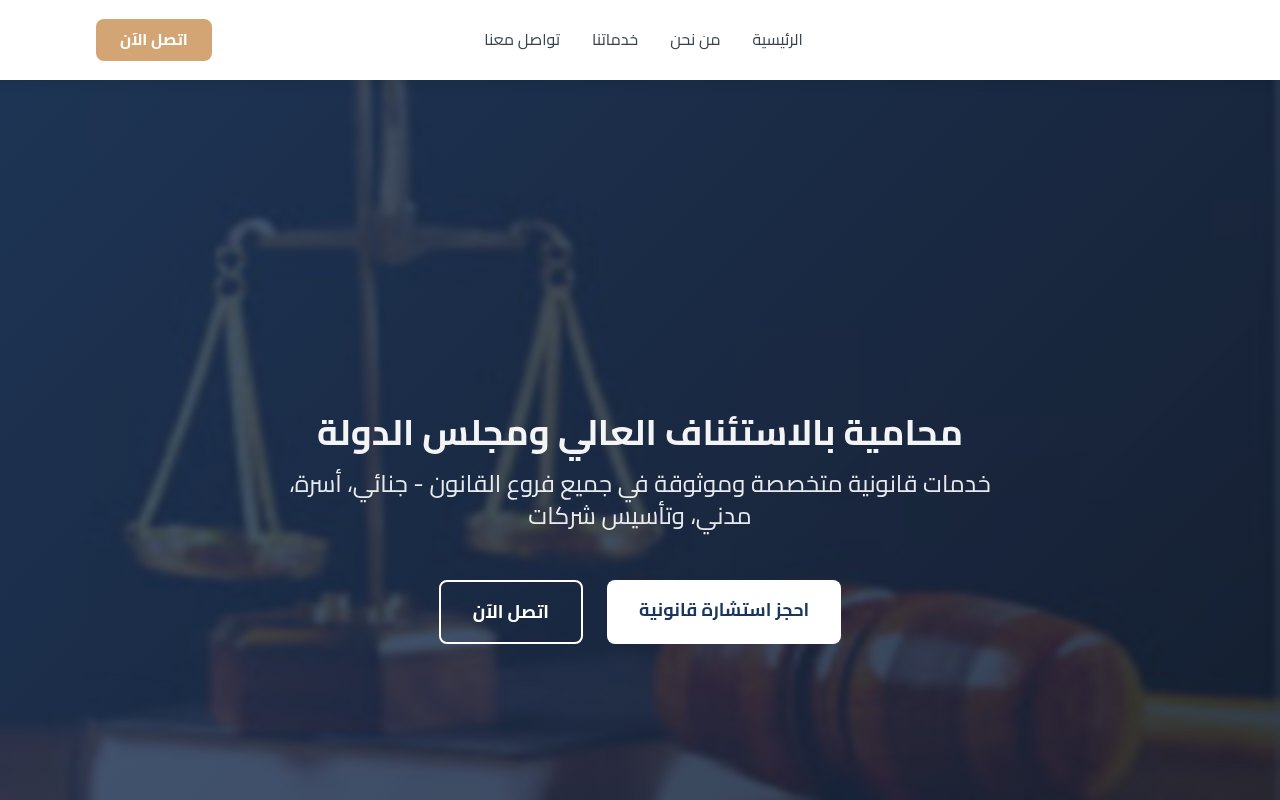 الرئيسية
من نحن
خدماتنا
تواصل معنا
اتصل الآن
محامية بالاستئناف العالي ومجلس الدولة
خدمات قانونية متخصصة وموثوقة في جميع فروع القانون - جنائي، أسرة،
مدني، وتأسيس شركات
احجز استشارة قانونية
اتصل الآن